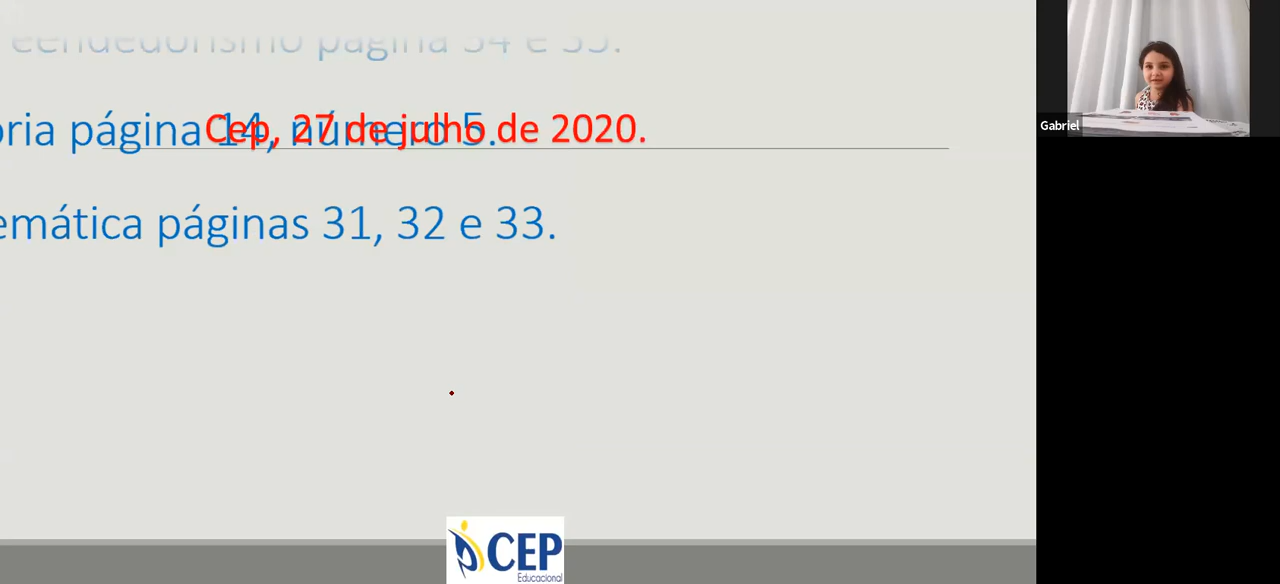 eendedorismo página 34 e 35.
ória página 14, número 5.
Cep, 27 de julho de 2020.
emática páginas 31, 32 e 33.
Gabriel
CEP
Educacional